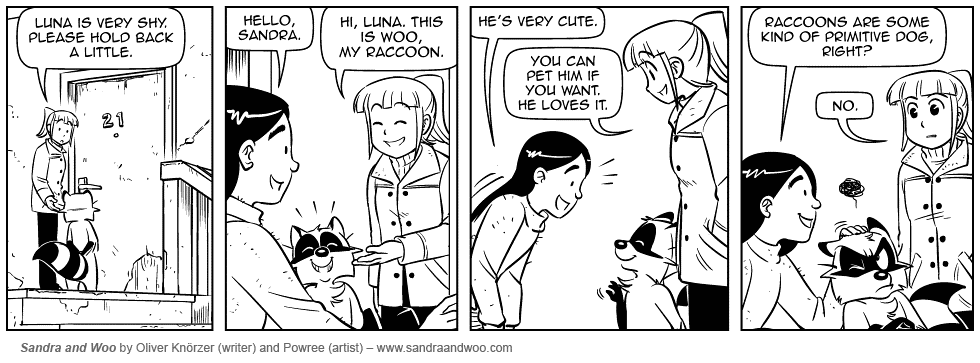 LUNA IS VERY SHY.
PLEASE HOLD BACK
A LITTLE.
21
HELLO,
SANDRA.
HI, LUNA. THIS
IS WOO,
MY RACCOON.
HE'S VERY CUTE.
YOU CAN
PET HIM IF
YOU WANT.
HE LOVES IT.
RACCOONS ARE SOME
KIND OF PRIMITIVE DOG,
RIGHT?
NO.
Sandra and Woo by Oliver Knörzer (writer) and Powree (artist) – www.sandraandwoo.com